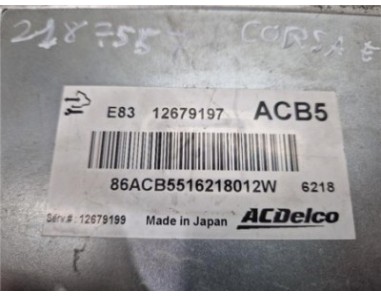 218755 CORSA E
E83 12679197 ACB5
86ACB5516218012W 6218
Serv.#: 12679199 Made in Japan ACDelco